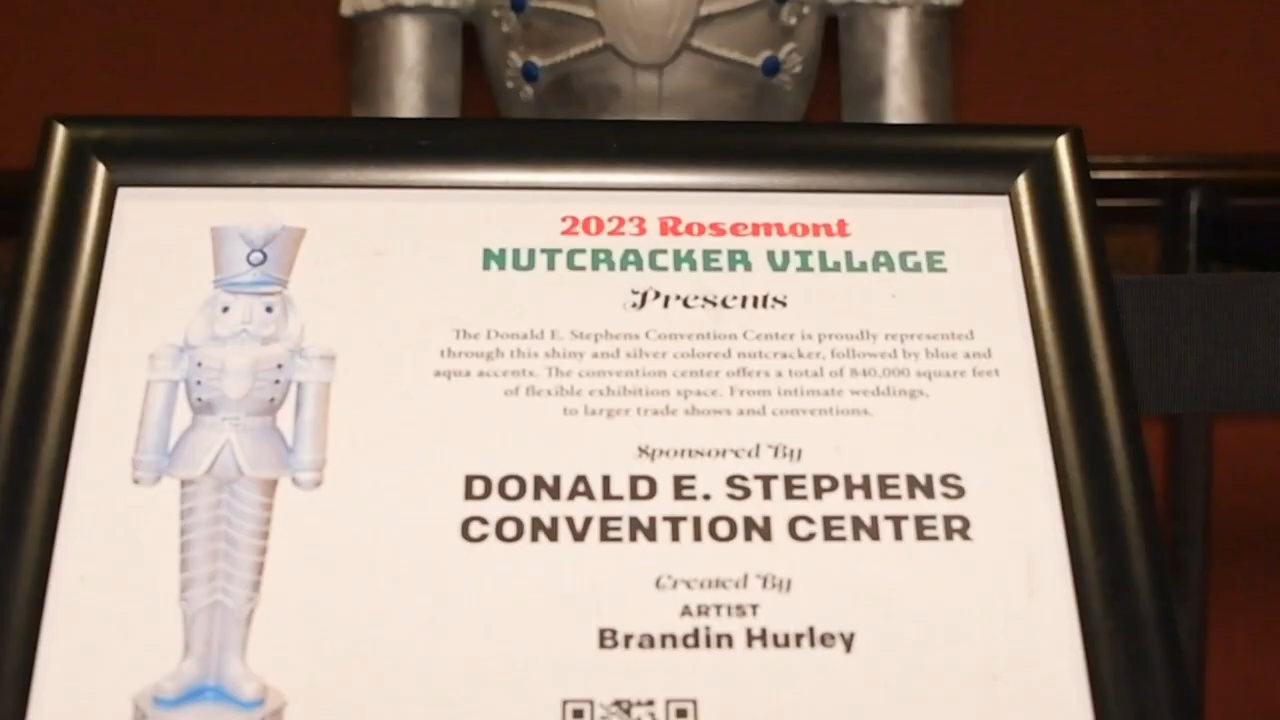 2023 Rosemont
NUTCRACKER VILLAGE
Presents
The Donald E. Stephens Convention Center is proudly represented
through this shiny and silver colored nutcracker, followed by blue and
aqua accents. The convention center offers a total of 840,000 square feet
of flexible exhibition space. From intimate weddings,
to larger trade shows and conventions.
Sponsored By
DONALD E. STEPHENS
CONVENTION CENTER
Created By
ARTIST
Brandin Hurley